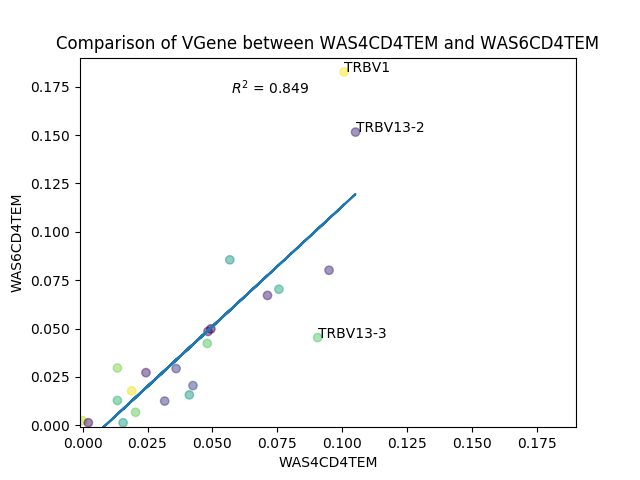 Comparison of VGene between WAS4CD4TEM and WAS6CD4TEM
TRBV1
R² = 0.849
TRBV13-2
TRBV13-3
WAS6CD4TEM
0.175
0.150
0.125
0.100
0.075
0.050
0.025
0.000
0.000 0.025 0.050 0.075 0.100 0.125 0.150 0.175
WAS4CD4TEM